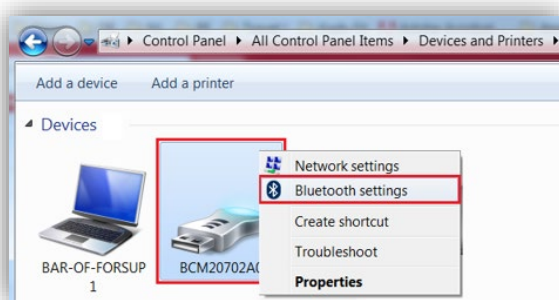 Control Panel ▸ All Control Panel Items ▸ Devices and Printers ▸
Add a device Add a printer
Devices
BAR-OF-FORSUP
1
BCM20702A
Network settings
Bluetooth settings
Create shortcut
Troubleshoot
Properties